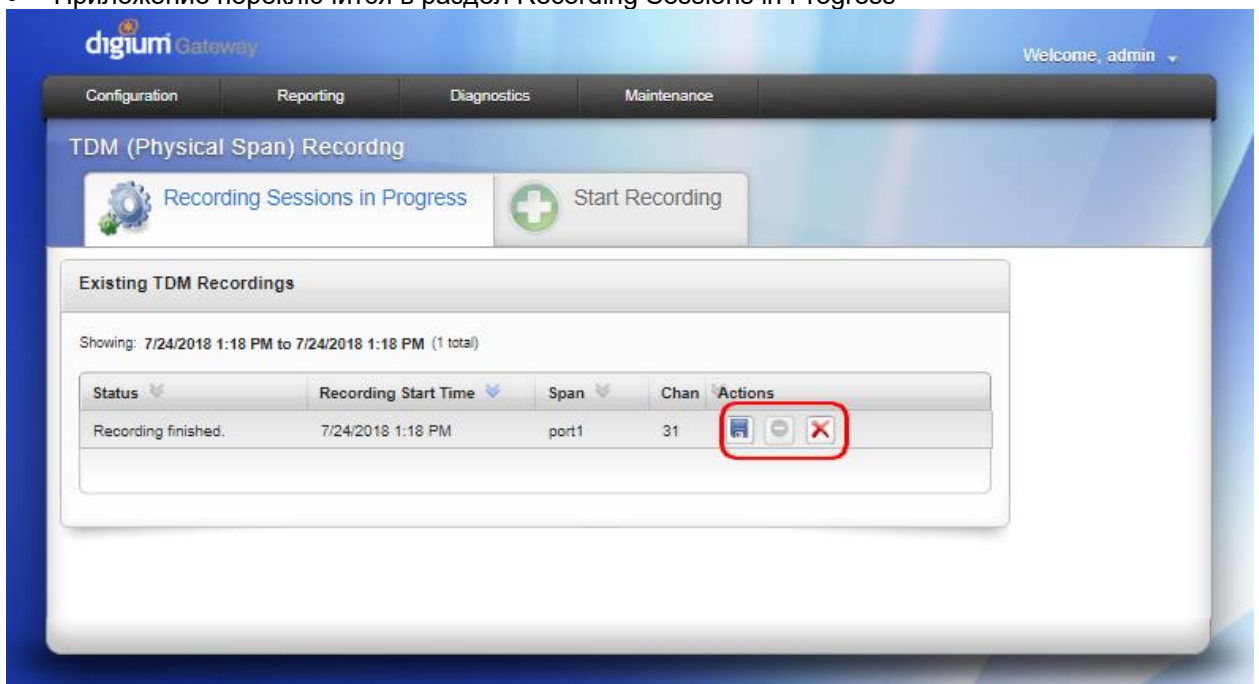 • Приложение переключится в раздел Recording Sessions in Progress
digium Gateway
Welcome, admin
Configuration Reporting Diagnostics Maintenance
TDM (Physical Span) Recordng
Recording Sessions in Progress Start Recording
Existing TDM Recordings
Showing: 7/24/2018 1:18 PM to 7/24/2018 1:18 PM (1 total)
Status Recording Start Time Span Chan Actions
Recording finished. 7/24/2018 1:18 PM port1 31